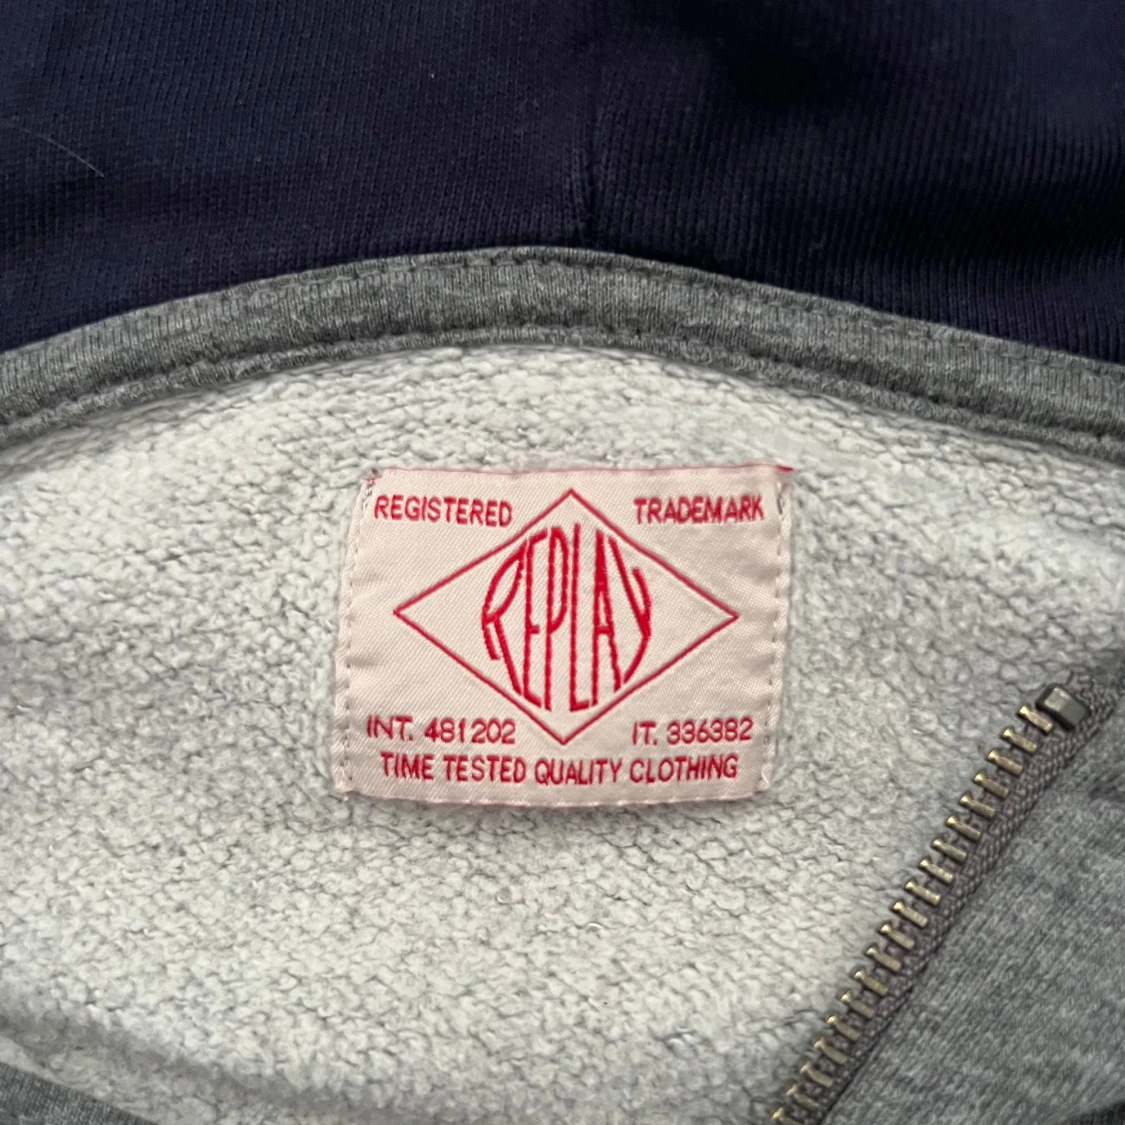 REGISTERED TRADEMARK
REPLAY
INT. 481202 IT. 336382
TIME TESTED QUALITY CLOTHING